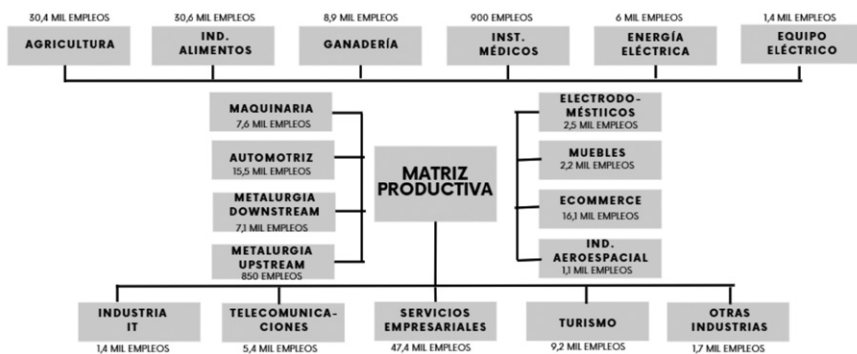 30,4 MIL EMPLEOS
30,6 MIL EMPLEOS
8,9 MIL EMPLEOS
900 EMPLEOS
6 MIL EMPLEOS
1,4 MIL EMPLEOS
AGRICULTURA
IND.
ALIMENTOS
GANADERÍA
INST.
MÉDICOS
ENERGÍA
ELÉCTRICA
EQUIPO
ELÉCTRICO
MAQUINARIA
7,6 MIL EMPLEOS
AUTOMOTRIZ
15,5 MIL EMPLEOS
METALURGIA
DOWNSTREAM
7,1 MIL EMPLEOS
METALURGIA
UPSTREAM
850 EMPLEOS
MATRIZ
PRODUCTIVA
ELECTRODO-
MÉSTIICOS
2,5 MIL EMPLEOS
MUEBLES
2,2 MIL EMPLEOS
ECOMMERCE
16,1 MIL EMPLEOS
IND.
AEROESPACIAL
1,1 MIL EMPLEOS
INDUSTRIA
IT
1,4 MIL EMPLEOS
TELECOMUNICA-
CIONES
5,4 MIL EMPLEOS
SERVICIOS
EMPRESARIALES
47,4 MIL EMPLEOS
TURISMO
9,2 MIL EMPLEOS
OTRAS
INDUSTRIAS
1,7 MIL EMPLEOS